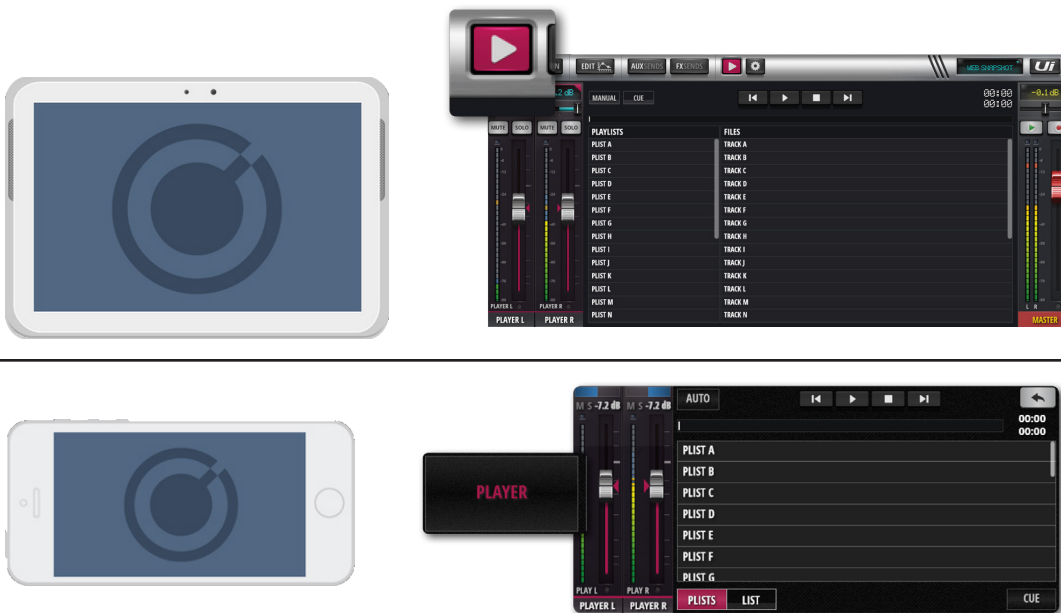 EDIT AUXSENDS FXSENDS WEB SNAPSHOT Ui
.2 dB MANUAL CUE 00:00 -0.1 dB
00:00
MUTE SOLO MUTE SOLO
PLAYLISTS FILES
PLIST A TRACK A
PLIST B TRACK B
PLIST C TRACK C
PLIST D TRACK D
PLIST E TRACK E
PLIST F TRACK F
PLIST G TRACK G
PLIST H TRACK H
PLIST I TRACK I
PLIST J TRACK J
PLIST K TRACK K
PLIST L TRACK L
PLIST M TRACK M
PLAYER L PLAYER R L R
PLIST N TRACK N
PLAYER L PLAYER R MASTER
M S -7.2 dB M S -7.2 dB AUTO
00:00
00:00
PLIST A
PLIST B
PLIST C
PLAYER
PLIST D
PLIST E
PLIST F
PLIST G
PLAY L PLAY R
PLAYER L PLAYER R PLISTS LIST CUE